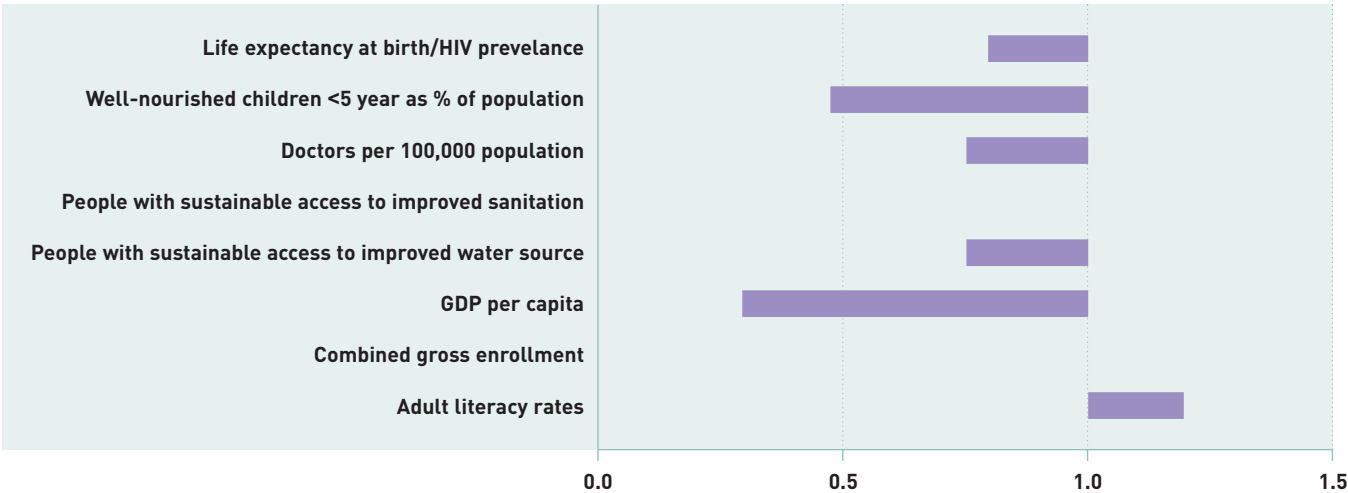 Life expectancy at birth/HIV prevelance
Well-nourished children <5 year as % of population
Doctors per 100,000 population
People with sustainable access to improved sanitation
People with sustainable access to improved water source
GDP per capita
Combined gross enrollment
Adult literacy rates
0.0 0.5 1.0 1.5